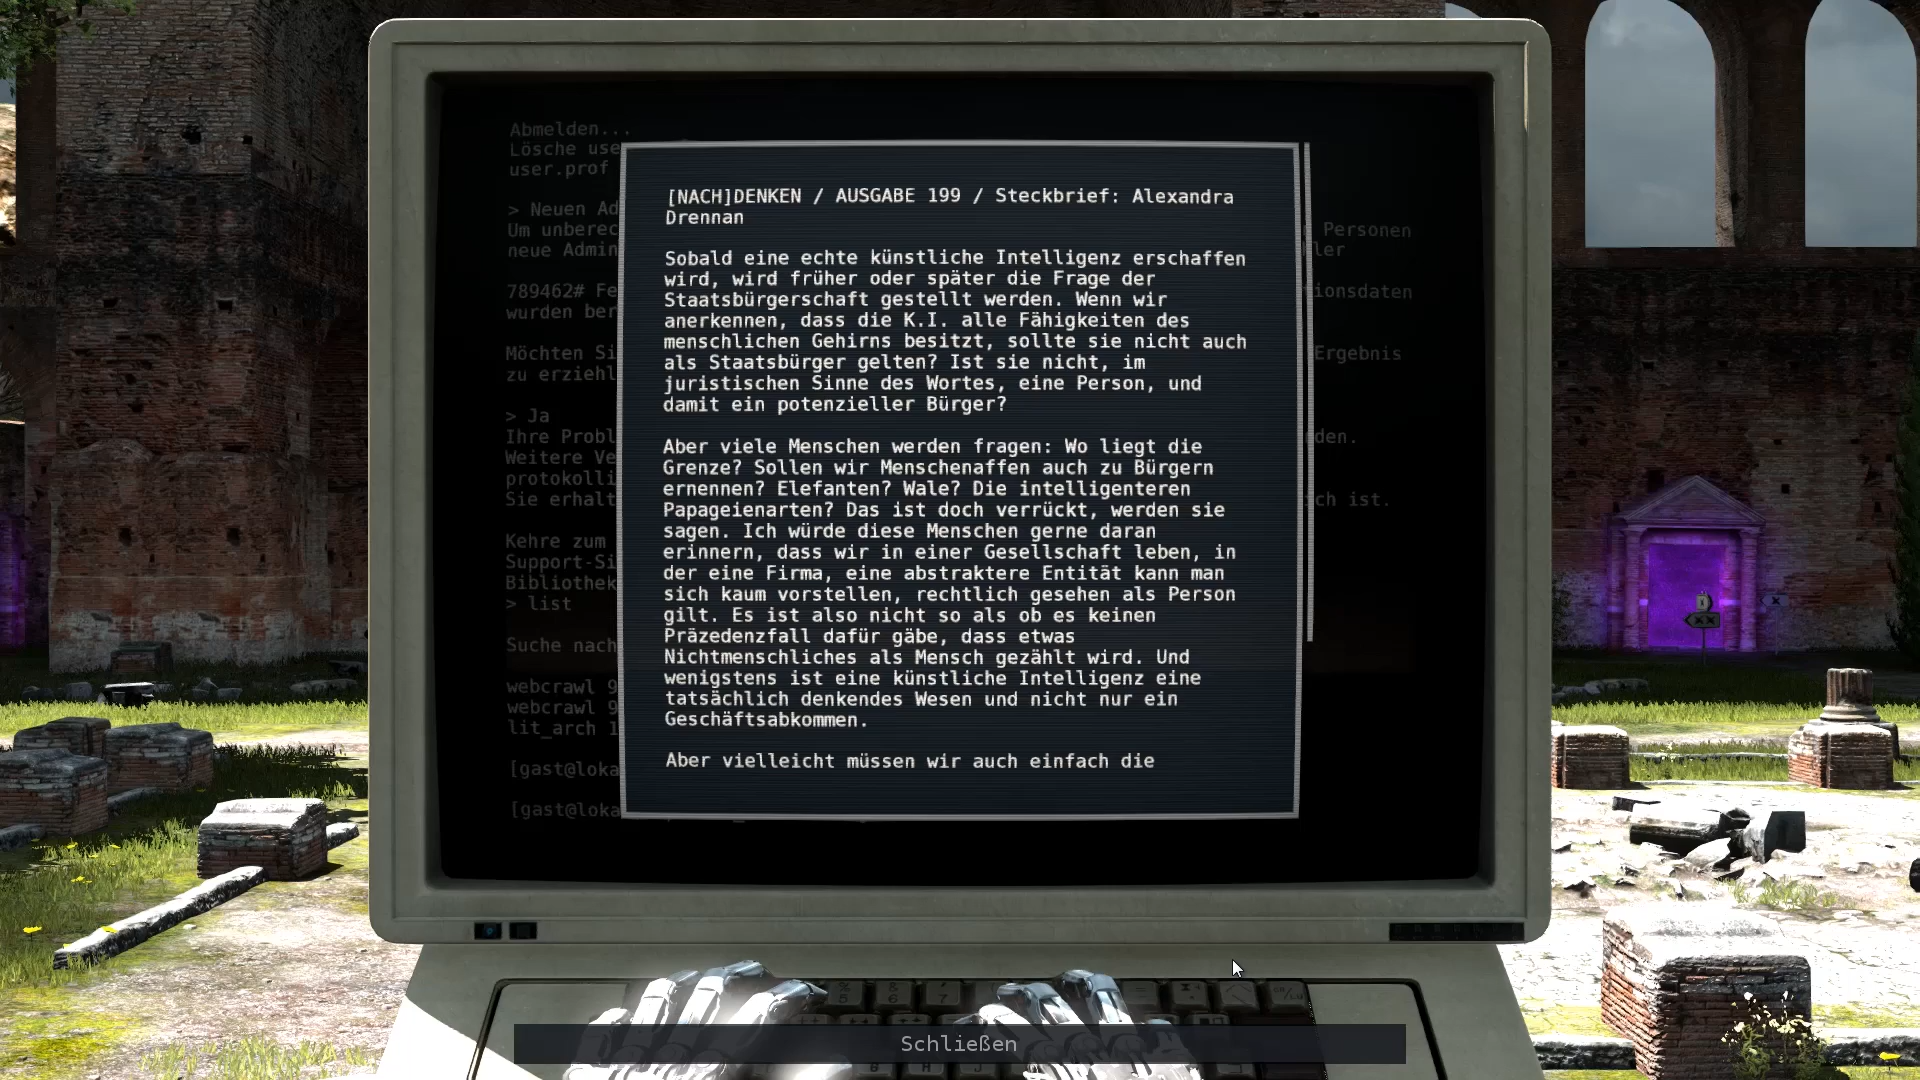 Abmelden...
Lösche use
user.prof
> Neuen Ad
Um unberec
Personen
neue Admin
ler
789462# Fe
ionsdaten
wurden ber
Möchten Si
Ergebnis
zu erziehl
> Ja
Ihre Probl
den.
Weitere Ve
protokolli
Sie erhalt
ch ist.
Kehre zum
Support-Si
Bibliothek
> list
Suche nach
webcrawl 9
webcrawl 9
lit_arch 1
[gast@loka
[gast@loka
[NACH]DENKEN / AUSGABE 199 / Steckbrief: Alexandra
Drennan
Sobald eine echte künstliche Intelligenz erschaffen
wird, wird früher oder später die Frage der
Staatsbürgerschaft gestellt werden. Wenn wir
anerkennen, dass die K.I. alle Fähigkeiten des
menschlichen Gehirns besitzt, sollte sie nicht auch
als Staatsbürger gelten? Ist sie nicht, im
juristischen Sinne des Wortes, eine Person, und
damit ein potenzieller Bürger?
Aber viele Menschen werden fragen: Wo liegt die
Grenze? Sollen wir Menschenaffen auch zu Bürgern
ernennen? Elefanten? Wale? Die intelligenteren
Papageienarten? Das ist doch verrückt, werden sie
sagen. Ich würde diese Menschen gerne daran
erinnern, dass wir in einer Gesellschaft leben, in
der eine Firma, eine abstraktere Entität kann man
sich kaum vorstellen, rechtlich gesehen als Person
gilt. Es ist also nicht so als ob es keinen
Präzedenzfall dafür gäbe, dass etwas
Nichtmenschliches als Mensch gezählt wird. Und
wenigstens ist eine künstliche Intelligenz eine
tatsächlich denkendes Wesen und nicht nur ein
Geschäftsabkommen.
Aber vielleicht müssen wir auch einfach die
Schließen